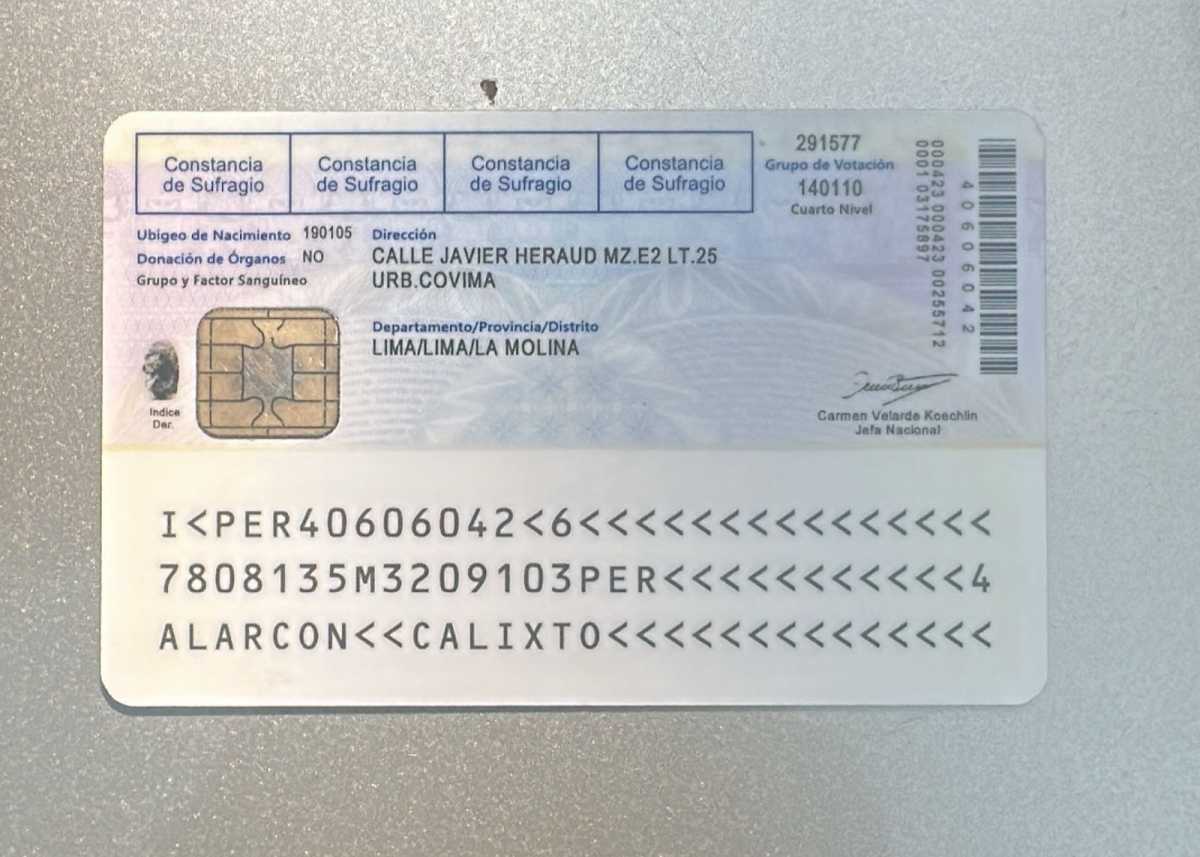 Constancia de Sufragio
Constancia de Sufragio
Constancia de Sufragio
Constancia de Sufragio
291577
Grupo de Votación
140110
Cuarto Nivel
Ubigeo de Nacimiento 190105
Donación de Órganos NO
Grupo y Factor Sanguíneo
Dirección
CALLE JAVIER HERAUD MZ.E2 LT.25
URB.COVIMA
Departamento/Provincia/Distrito
LIMA/LIMA/LA MOLINA
Indice
Der.
000423 000423 00255712
0001 03175897
40606042
Carmen Velarde Koechlin
Jefa Nacional
I<PER40606042<6<<<<<<<<<<<<<<<
7808135M3209103PER<<<<<<<<<<<4
ALARCON<<CALIXTO<<<<<<<<<<<<<<